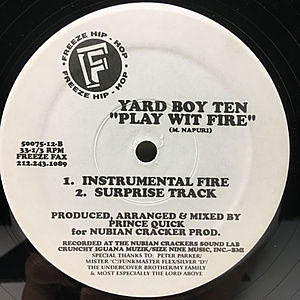 FREEZE HIP - HOP
FREEZE HIP - HOP
F
YARD BOY TEN
"PLAY WIT FIRE"
(M. NAPURI)
50075-12-B
33-1/3 RPM
FREEZE FAX
212.243.1089
1. INSTRUMENTAL FIRE
2. SURPRISE TRACK
PRODUCED, ARRANGED & MIXED BY
PRINCE QUICK
for NUBIAN CRACKER PROD.
RECORDED AT THE NUBIAN CRACKERS SOUND LAB
CRUNCHY IGUANA MUZIK/SIZE NINE MUSIC, INC.--BMI
SPECIAL THANKS TO: PETER PARKER/
MISTER "C"/FUNKMASTER FLEX/SILVER "D"/
THE UNDERCOVER BROTHER/MY FAMILY
& MOST ESPECIALLY THE LORD ABOVE